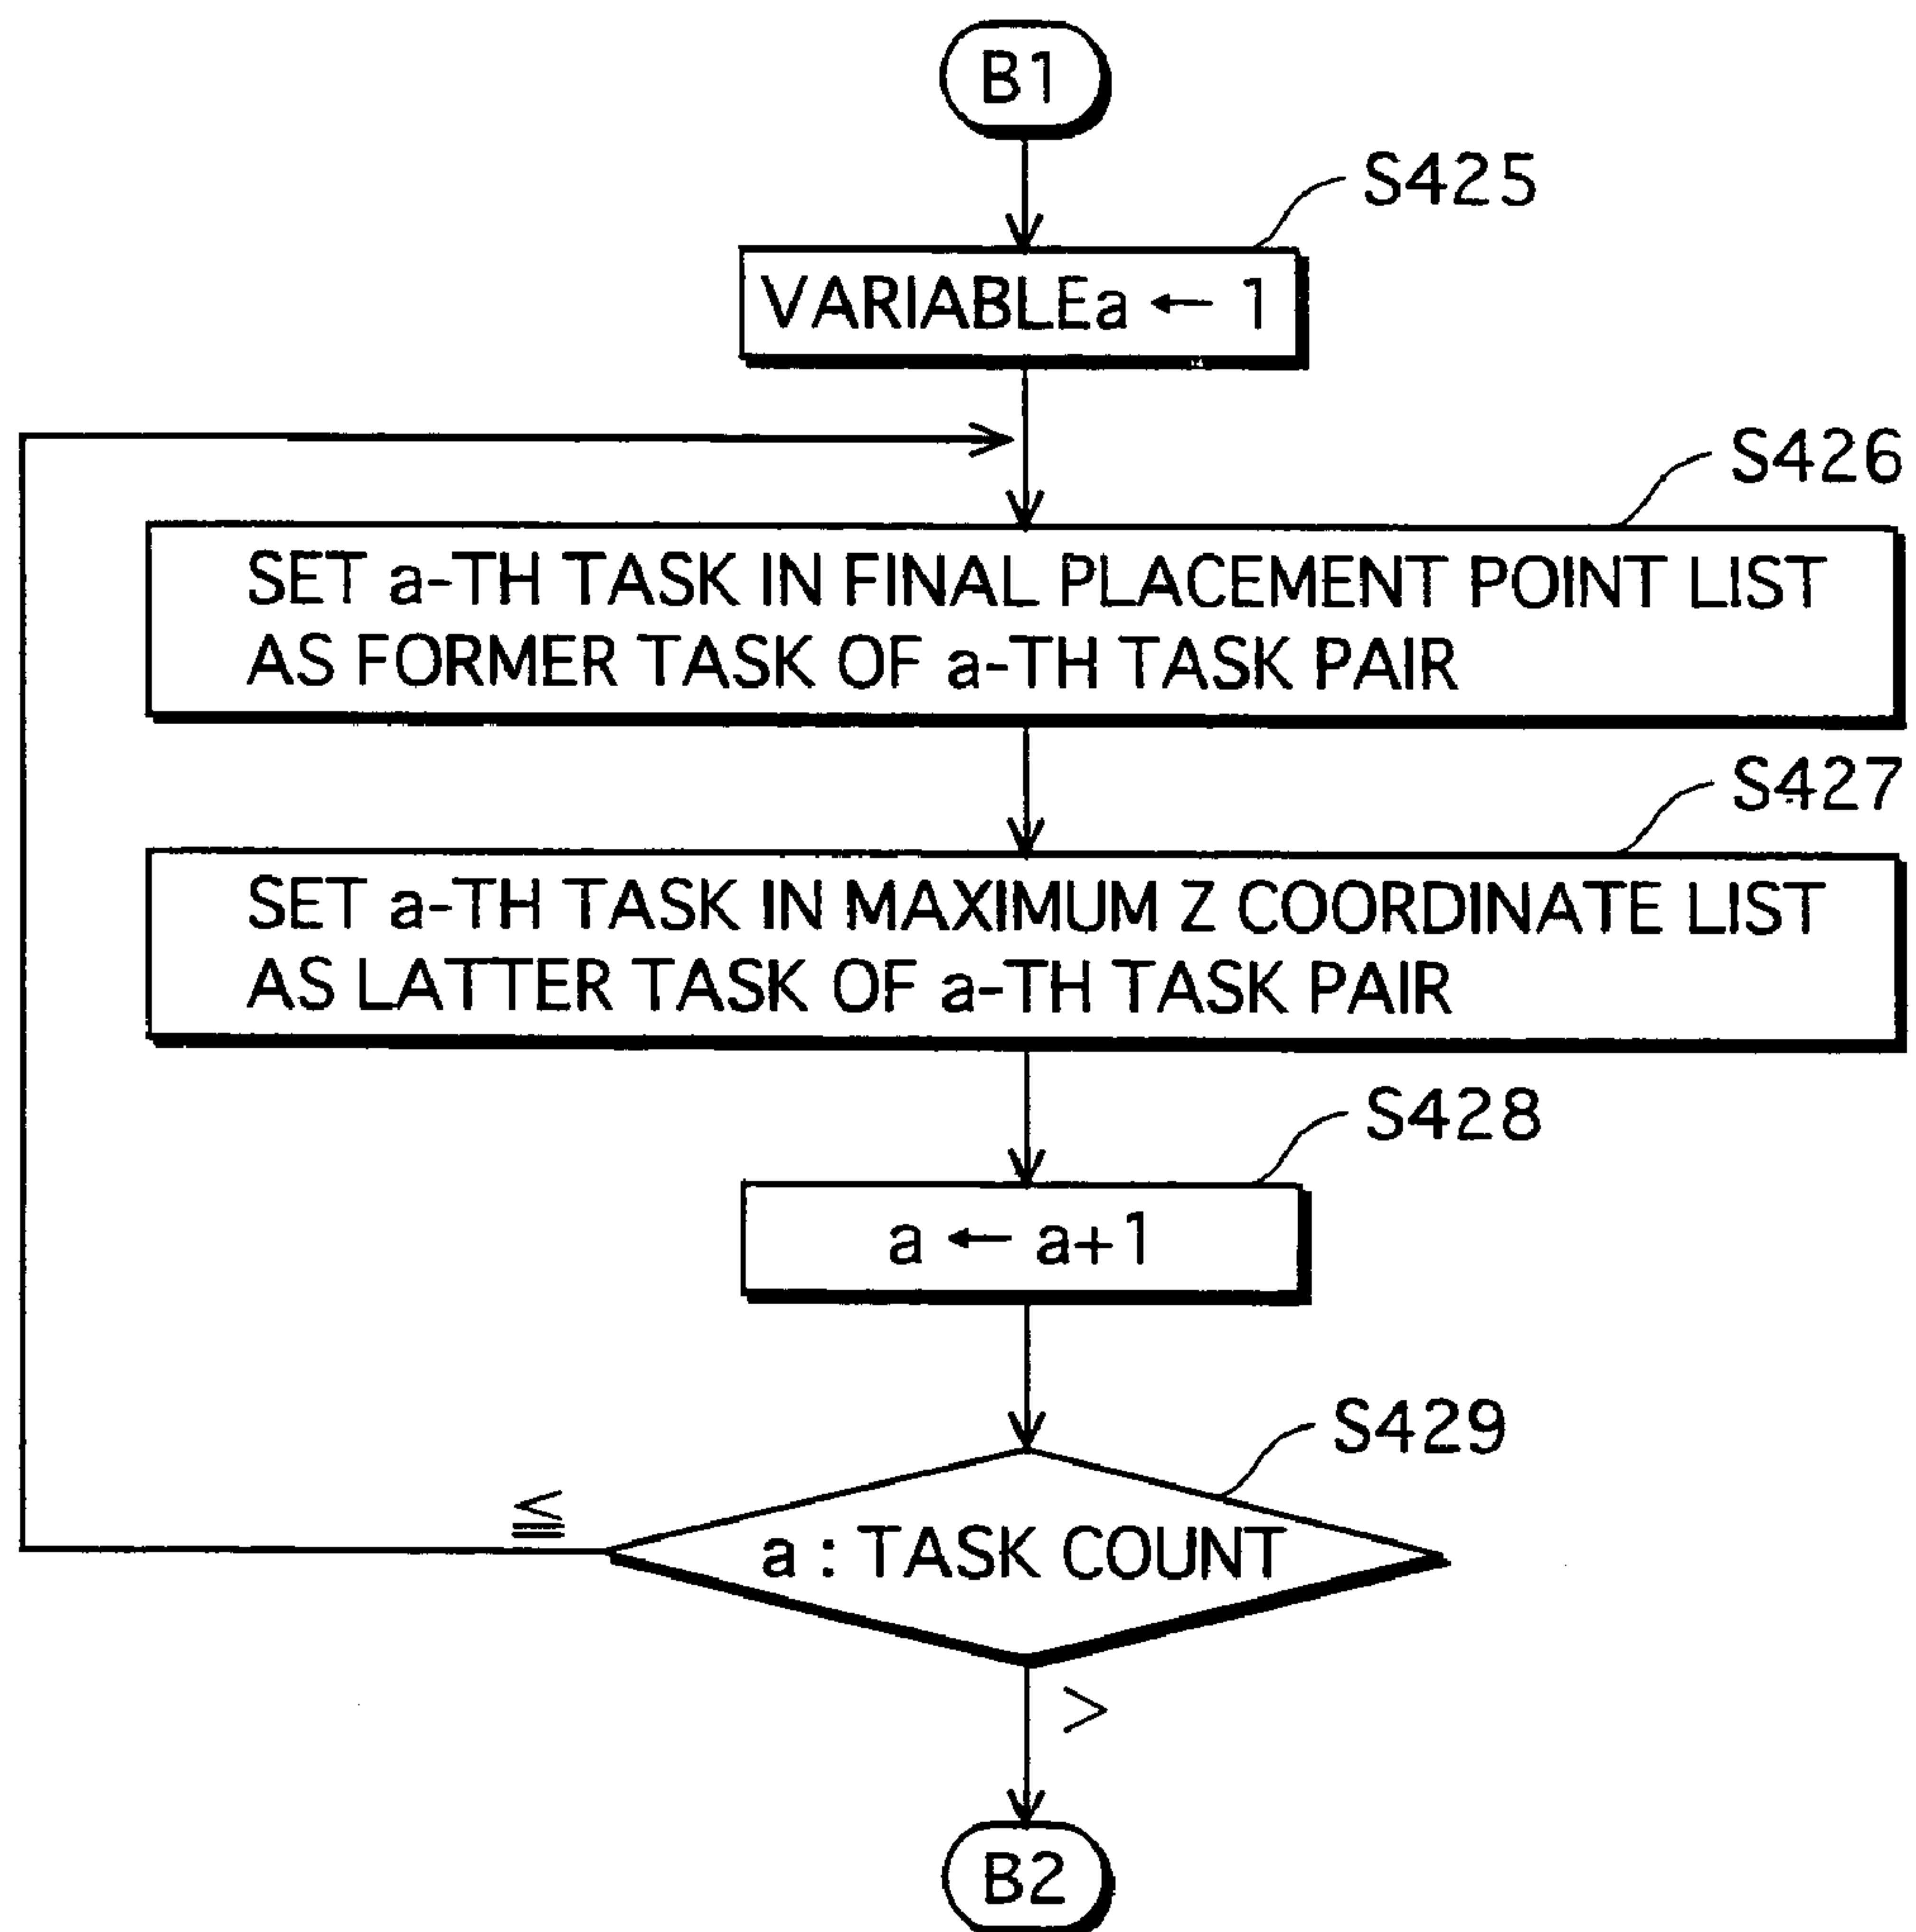 B1
S425
VARIABLEa ← 1
S426
SET a-TH TASK IN FINAL PLACEMENT POINT LIST
AS FORMER TASK OF a-TH TASK PAIR
S427
SET a-TH TASK IN MAXIMUM Z COORDINATE LIST
AS LATTER TASK OF a-TH TASK PAIR
S428
a ← a+1
S429
≦
a : TASK COUNT
>
B2